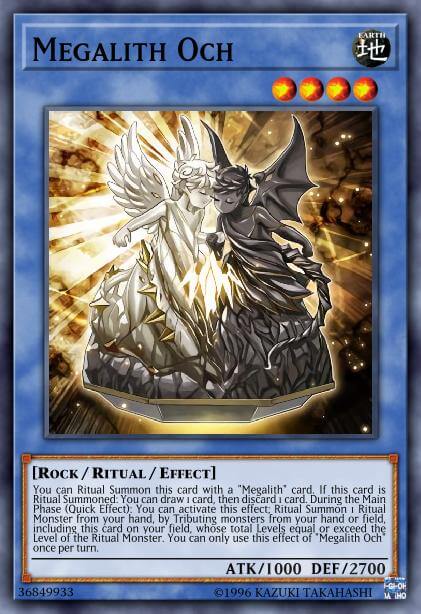 MEGALITH OCH
EARTH
地
[ROCK / RITUAL / EFFECT]
You can Ritual Summon this card with a "Megalith" card. If this card is
Ritual Summoned: You can draw 1 card, then discard 1 card. During the Main
Phase (Quick Effect): You can activate this effect; Ritual Summon 1 Ritual
Monster from your hand, by Tributing monsters from your hand or field,
including this card on your field, whose total Levels equal or exceed the
Level of the Ritual Monster. You can only use this effect of "Megalith Och"
once per turn.
ATK/1000 DEF/2700
36849933
©1996 KAZUKI TAKAHASHI